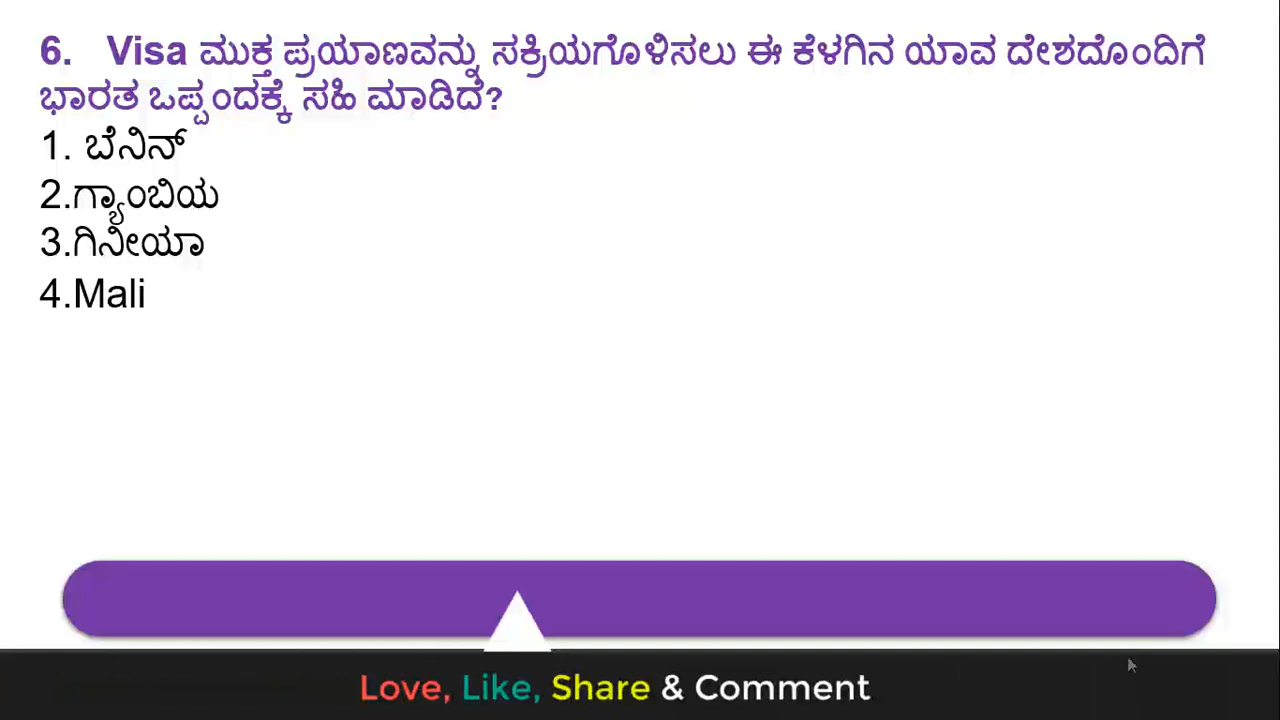 6. Visa ಮುಕ್ತ ಪ್ರಯಾಣವನ್ನು ಸಕ್ರಿಯಗೊಳಿಸಲು ಈ ಕೆಳಗಿನ ಯಾವ ದೇಶದೊಂದಿಗೆ
ಭಾರತ ಒಪ್ಪಂದಕ್ಕೆ ಸಹಿ ಮಾಡಿದೆ?
1. ಬೆನಿನ್
2.ಗ್ಯಾಂಬಿಯ
3.ಗಿನೀಯಾ
4.Mali
Love, Like, Share & Comment